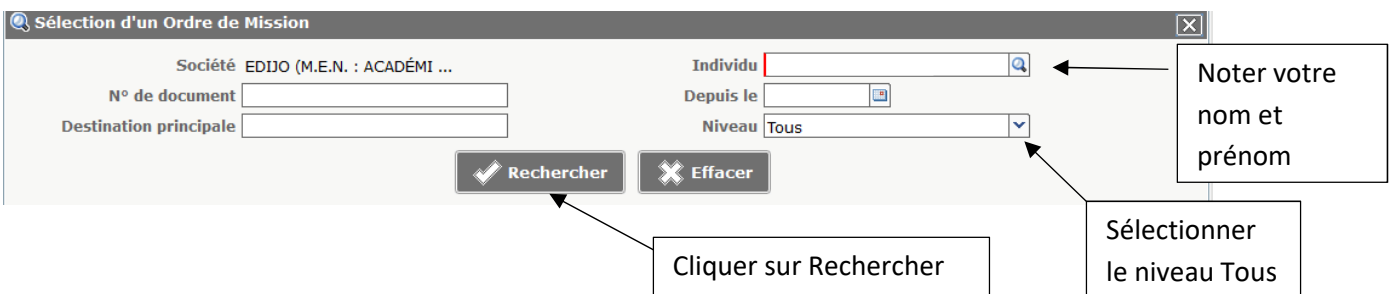 Sélection d'un Ordre de Mission
Société EDIJO (M.E.N. : ACADÉMI ...
Individu
N° de document
Depuis le
Destination principale
Niveau Tous
Rechercher
Effacer
Noter votre
nom et
prénom
Sélectionner
le niveau Tous
Cliquer sur Rechercher